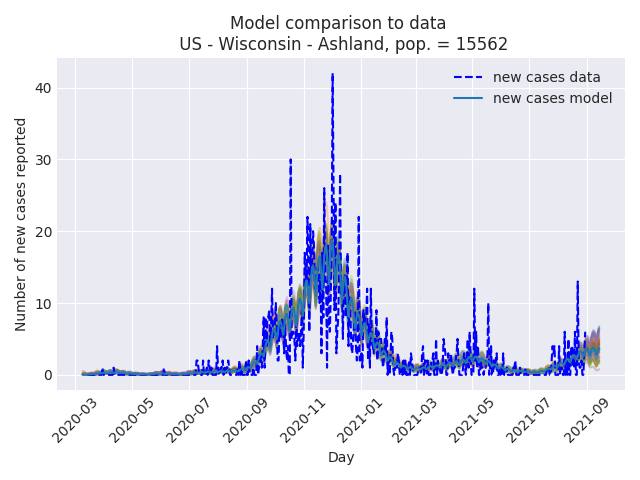 Model comparison to data
US - Wisconsin - Ashland, pop. = 15562
new cases data
new cases model
Number of new cases reported
40
30
20
10
0
2020-03
2020-05
2020-07
2020-09
2020-11
2021-01
2021-03
2021-05
2021-07
2021-09
Day